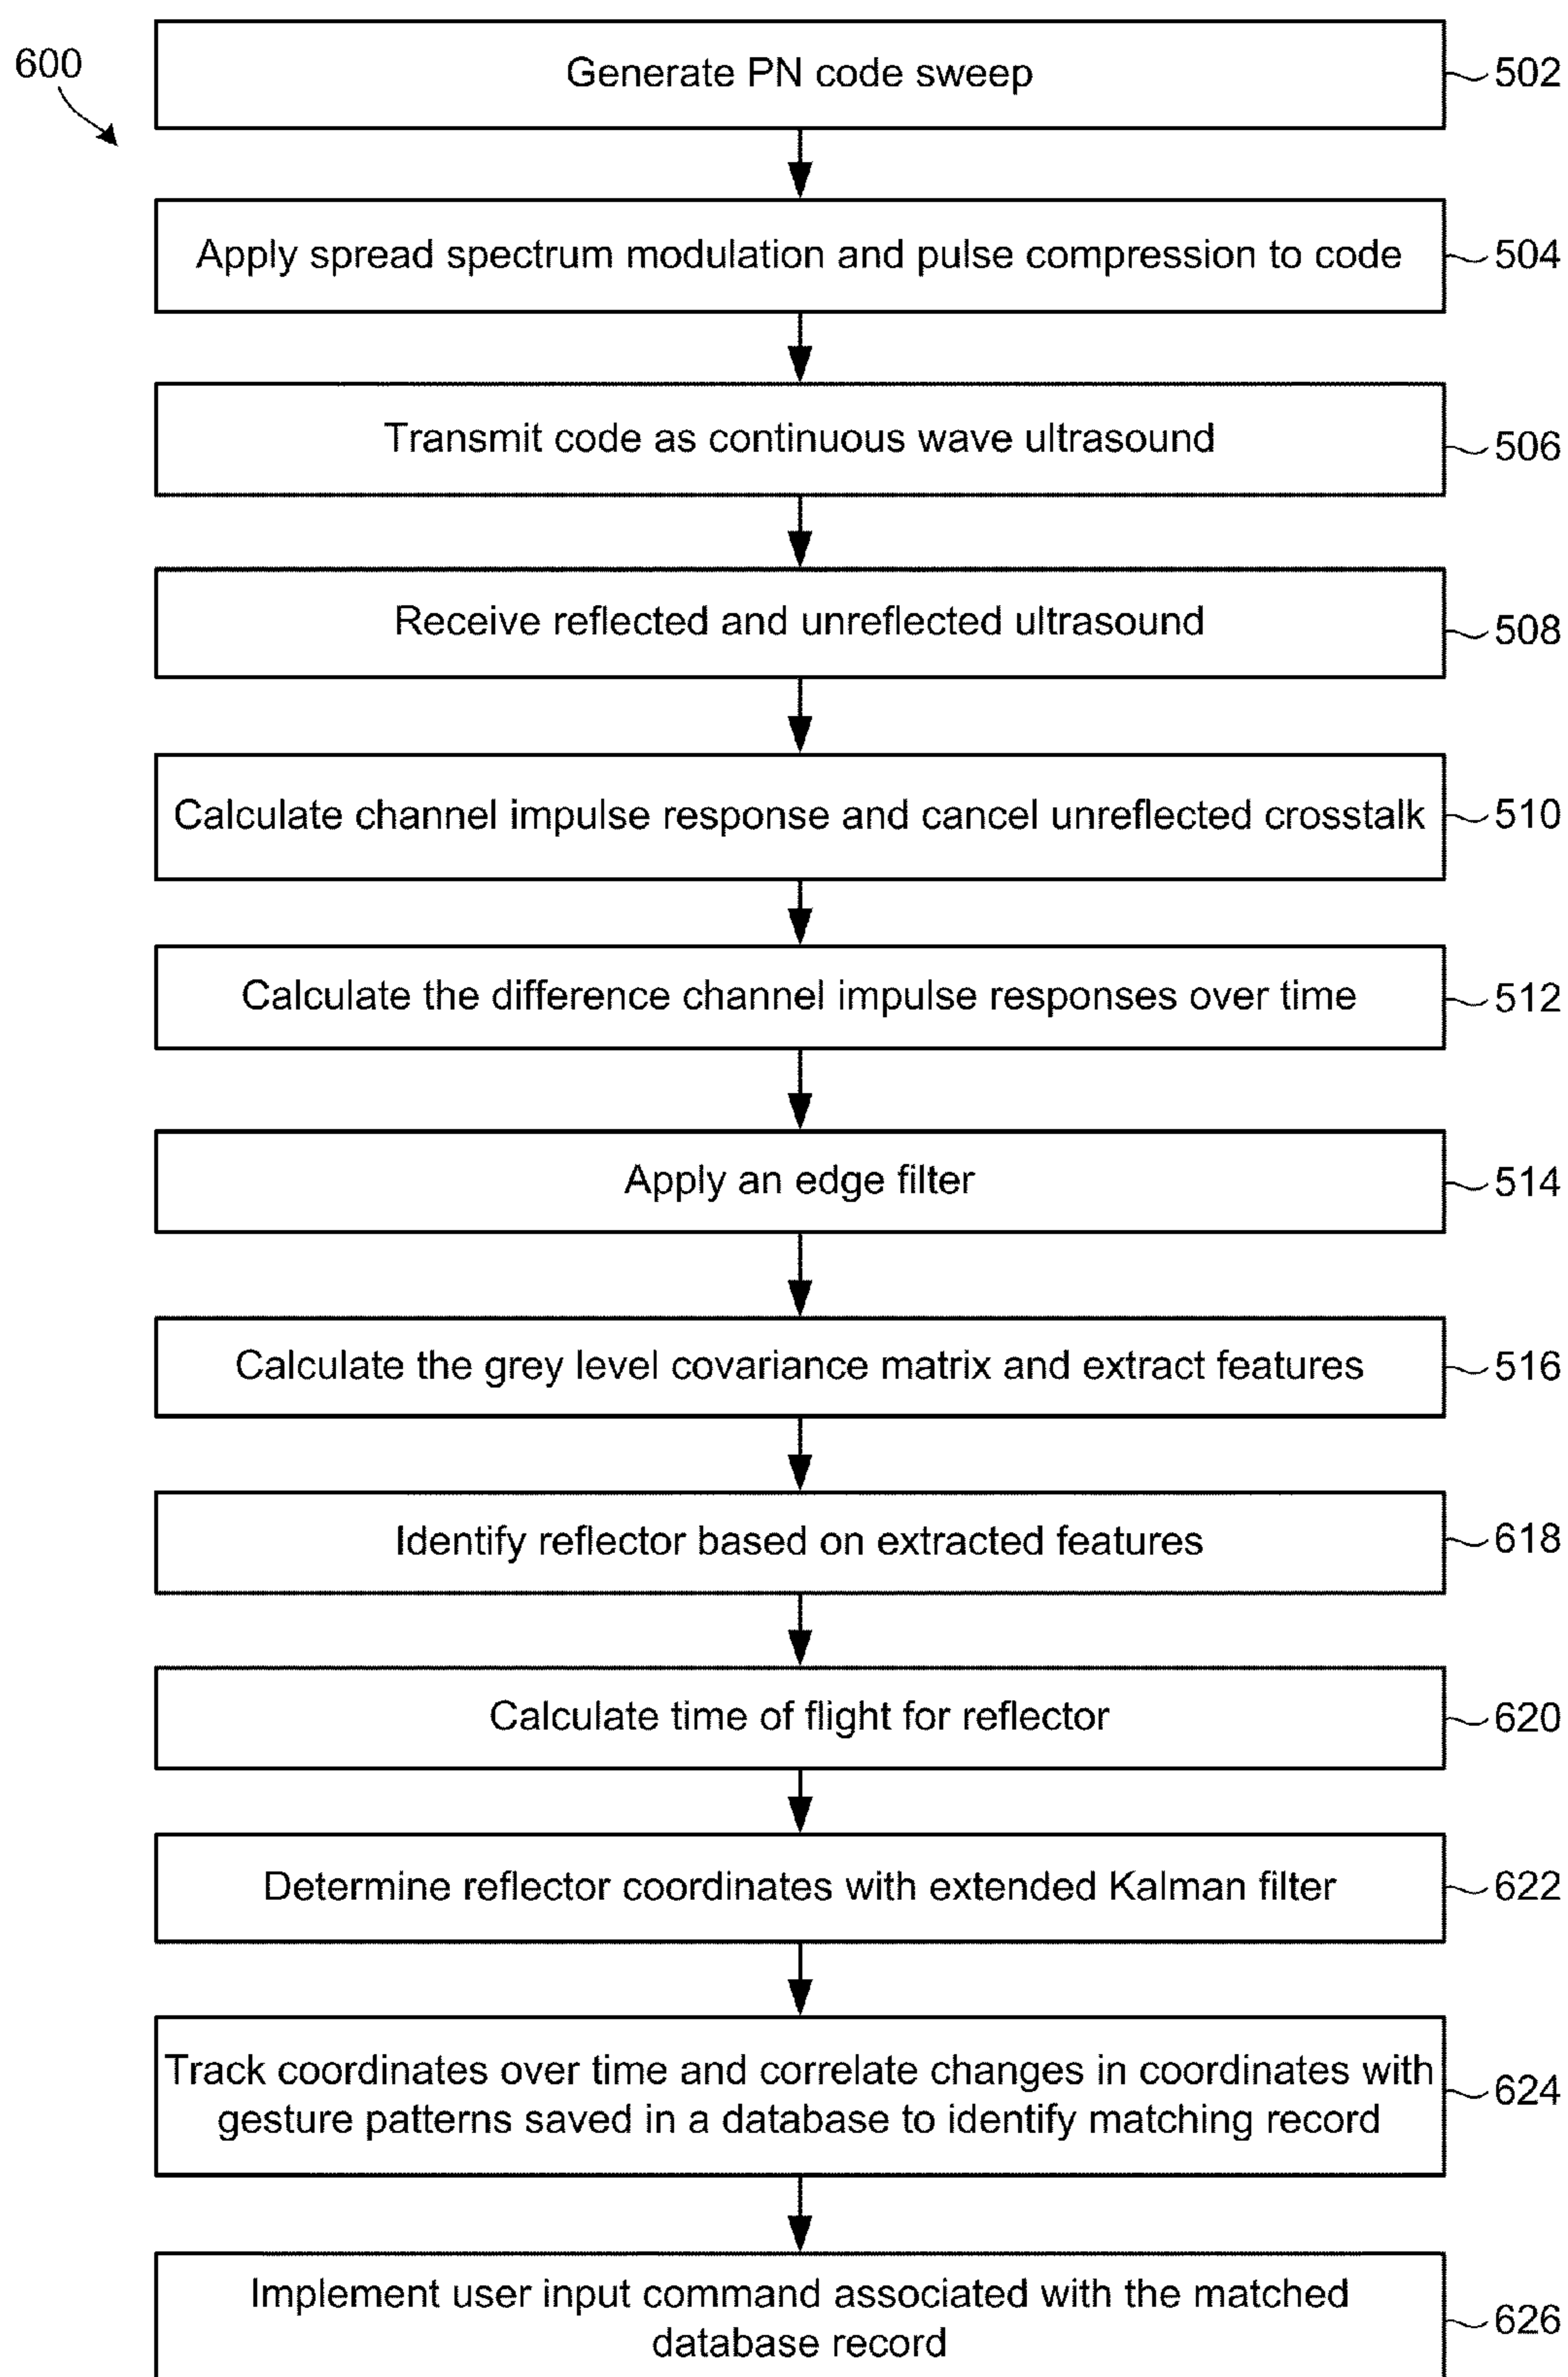 600
Generate PN code sweep
502
Apply spread spectrum modulation and pulse compression to code
504
Transmit code as continuous wave ultrasound
506
Receive reflected and unreflected ultrasound
508
Calculate channel impulse response and cancel unreflected crosstalk
510
Calculate the difference channel impulse responses over time
512
Apply an edge filter
514
Calculate the grey level covariance matrix and extract features
516
Identify reflector based on extracted features
618
Calculate time of flight for reflector
620
Determine reflector coordinates with extended Kalman filter
622
Track coordinates over time and correlate changes in coordinates with
gesture patterns saved in a database to identify matching record
624
Implement user input command associated with the matched
database record
626